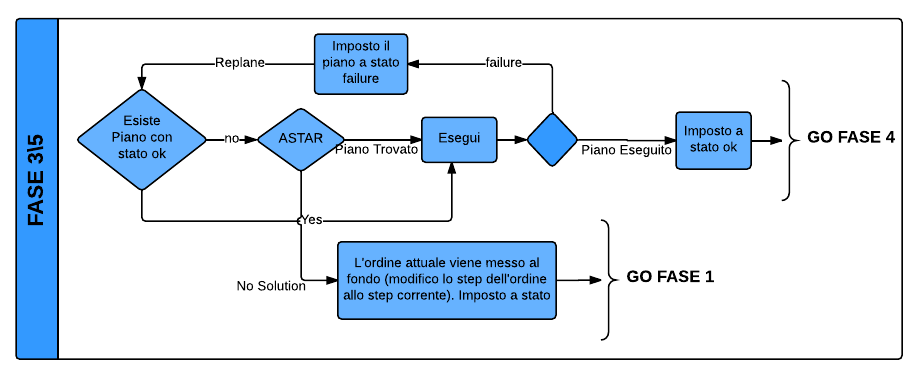 FASE 3\5
Replane
Imposto il
piano a stato
failure
failure
Esiste
Piano con
stato ok
no
ASTAR
Piano Trovato
Esegui
Piano Eseguito
Imposto a
stato ok
GO FASE 4
Yes
No Solution
L'ordine attuale viene messo al
fondo (modifico lo step dell'ordine
allo step corrente). Imposto a stato
GO FASE 1